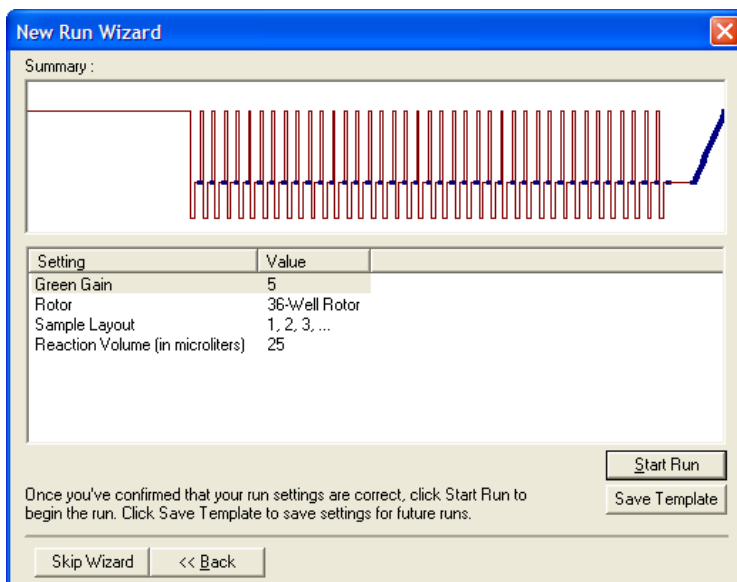 New Run Wizard
Summary :
Setting Value
Green Gain 5
Rotor 36-Well Rotor
Sample Layout 1, 2, 3, ...
Reaction Volume (in microliters) 25
Start Run
Once you've confirmed that your run settings are correct, click Start Run to
begin the run. Click Save Template to save settings for future runs.
Save Template
Skip Wizard << Back